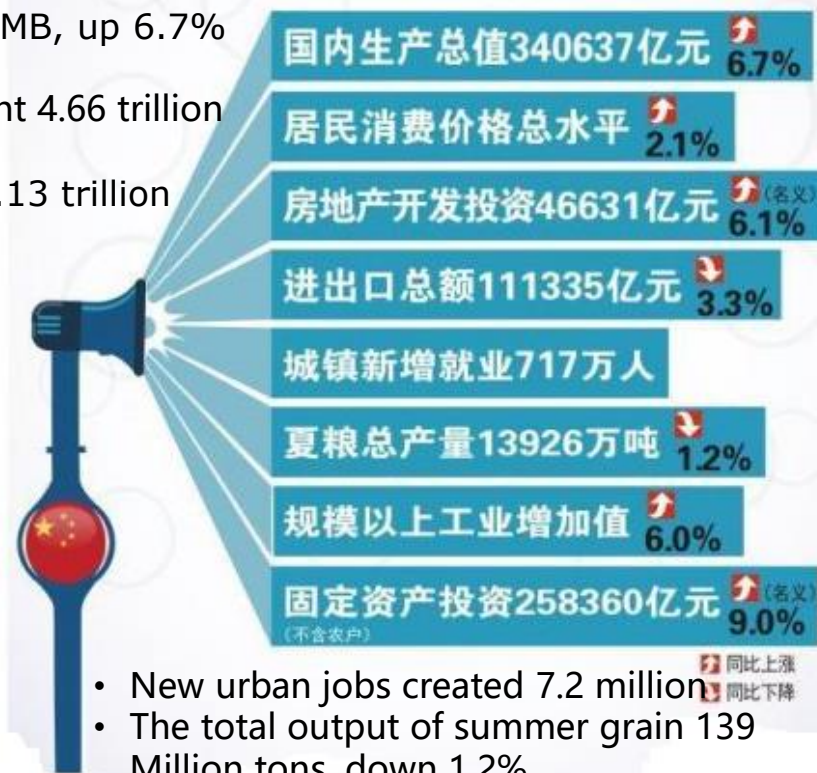 MB, up 6.7%
4.66 trillion
.13 trillion
国内生产总值340637亿元 6.7%
居民消费价格总水平 2.1%
房地产开发投资46631亿元 (名义) 6.1%
进出口总额111335亿元 3.3%
城镇新增就业717万人
夏粮总产量13926万吨 1.2%
规模以上工业增加值 6.0%
固定资产投资258360亿元 (名义) 9.0%
(不含农户)
同比上涨
同比下降
• New urban jobs created 7.2 million
• The total output of summer grain 139
Million tons, down 1.2%